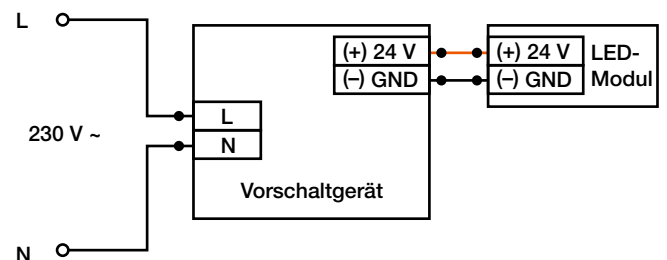 L
(+) 24 V
(+) 24 V
LED-
(–) GND
(–) GND
Modul
L
230 V ~
N
Vorschaltgerät
N